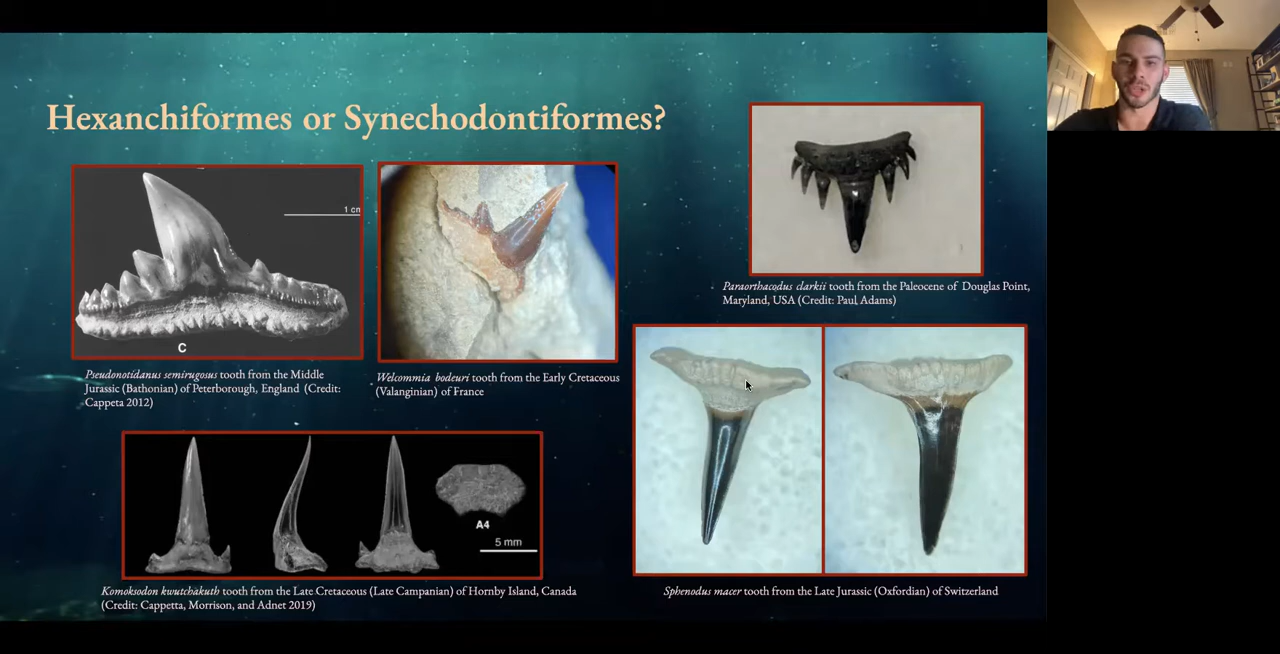 Hexanchiformes or Synechodontiformes?
1 cm
C
Pseudonotidanus semirugosus tooth from the Middle
Jurassic (Bathonian) of Peterborough, England (Credit:
Cappeta 2012)
Welcommia bodeuri tooth from the Early Cretaceous
(Valanginian) of France
Paraorthacodus clarkii tooth from the Paleocene of Douglas Point,
Maryland, USA (Credit: Paul Adams)
A4
5 mm
Komoksodon kwutchakuth tooth from the Late Cretaceous (Late Campanian) of Hornby Island, Canada
(Credit: Cappetta, Morrison, and Adnet 2019)
Sphenodus macer tooth from the Late Jurassic (Oxfordian) of Switzerland